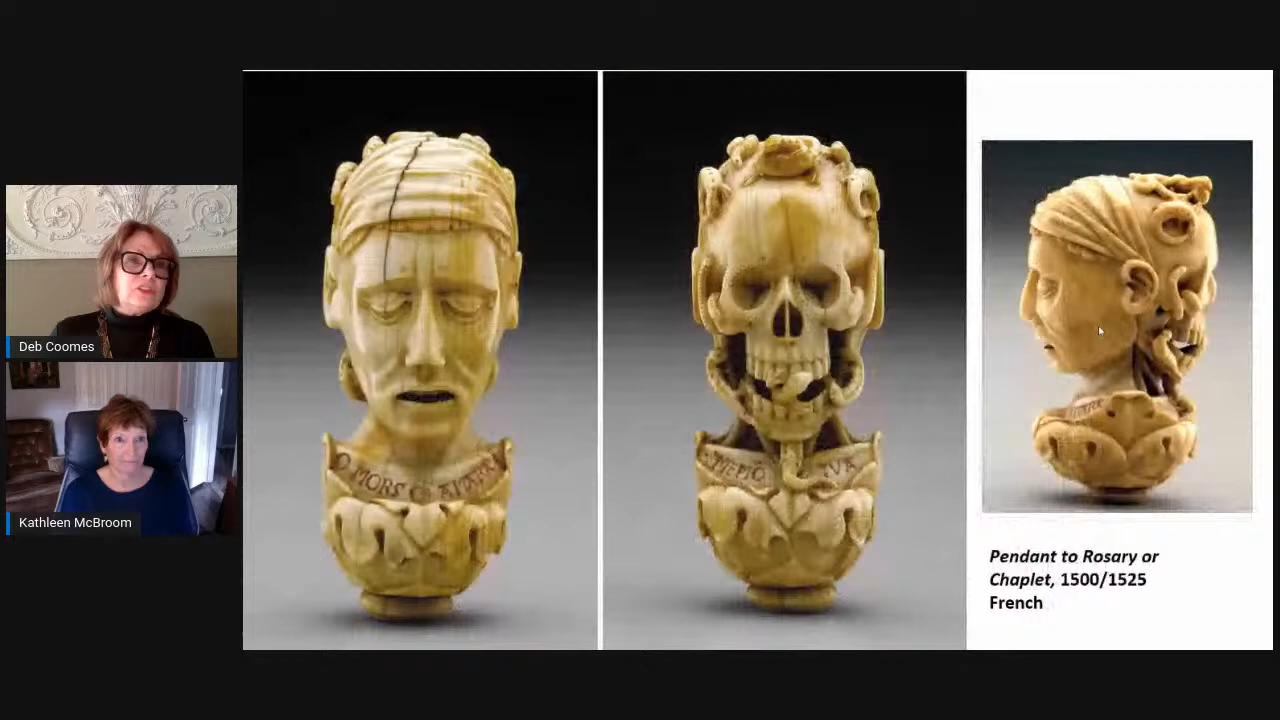 Deb Coomes
Kathleen McBroom
O MORS
Pendant to Rosary or
Chaplet, 1500/1525
French